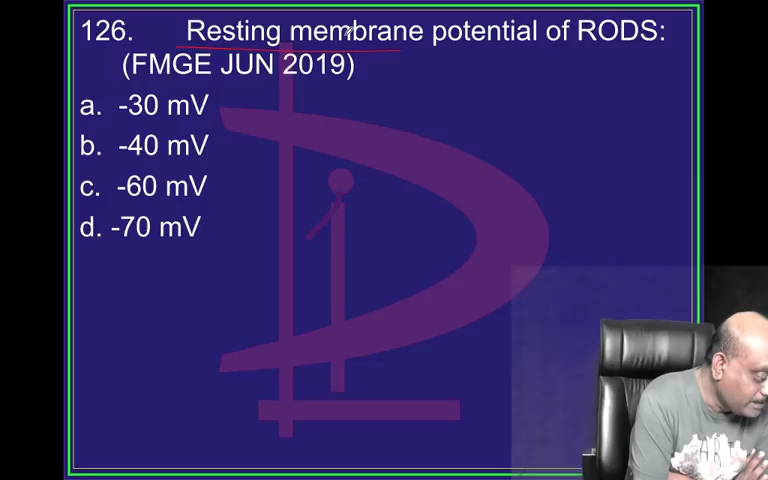 126. Resting membrane potential of RODS:
(FMGE JUN 2019)
a. -30 mV
b. -40 mV
c. -60 mV
d. -70 mV